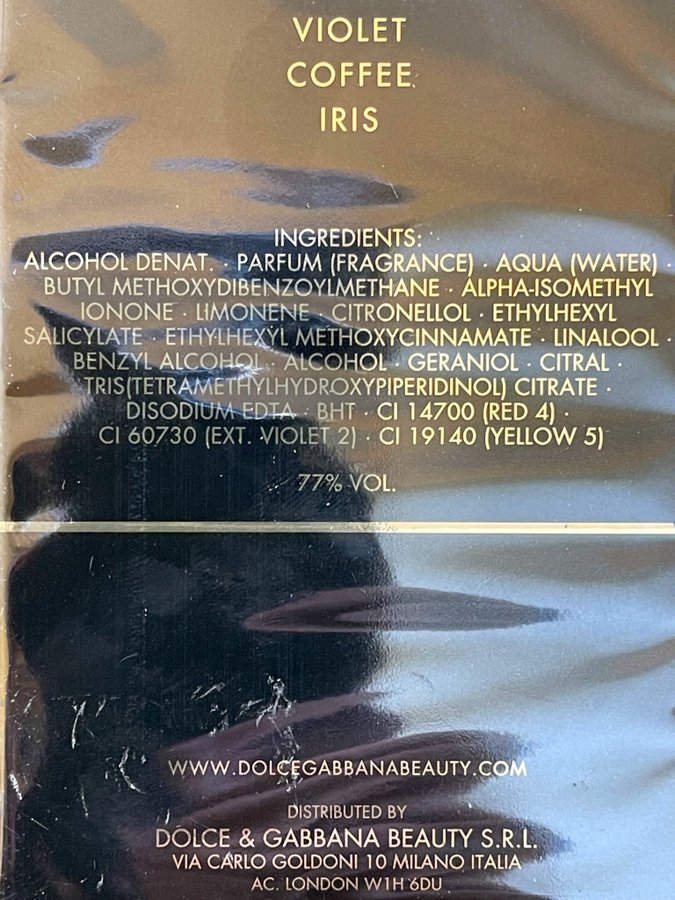 VIOLET
COFFEE
IRIS
INGREDIENTS:
ALCOHOL DENAT. · PARFUM (FRAGRANCE) · AQUA (WATER) ·
BUTYL METHOXYDIBENZOYLMETHANE · ALPHA-ISOMETHYL
IONONE · LIMONENE · CITRONELLOL · ETHYLHEXYL
SALICYLATE · ETHYLHEXYL METHOXYCINNAMATE · LINALOOL ·
BENZYL ALCOHOL · ALCOHOL · GERANIOL · CITRAL ·
TRIS(TETRAMETHYLHYDROXYPIPERIDINOL) CITRATE ·
DISODIUM EDTA · BHT · CI 14700 (RED 4) ·
CI 60730 (EXT. VIOLET 2) · CI 19140 (YELLOW 5)
77% VOL.
WWW.DOLCEGABBANABEAUTY.COM
DISTRIBUTED BY
DOLCE & GABBANA BEAUTY S.R.L.
VIA CARLO GOLDONI 10 MILANO ITALIA
AC. LONDON W1H 6DU